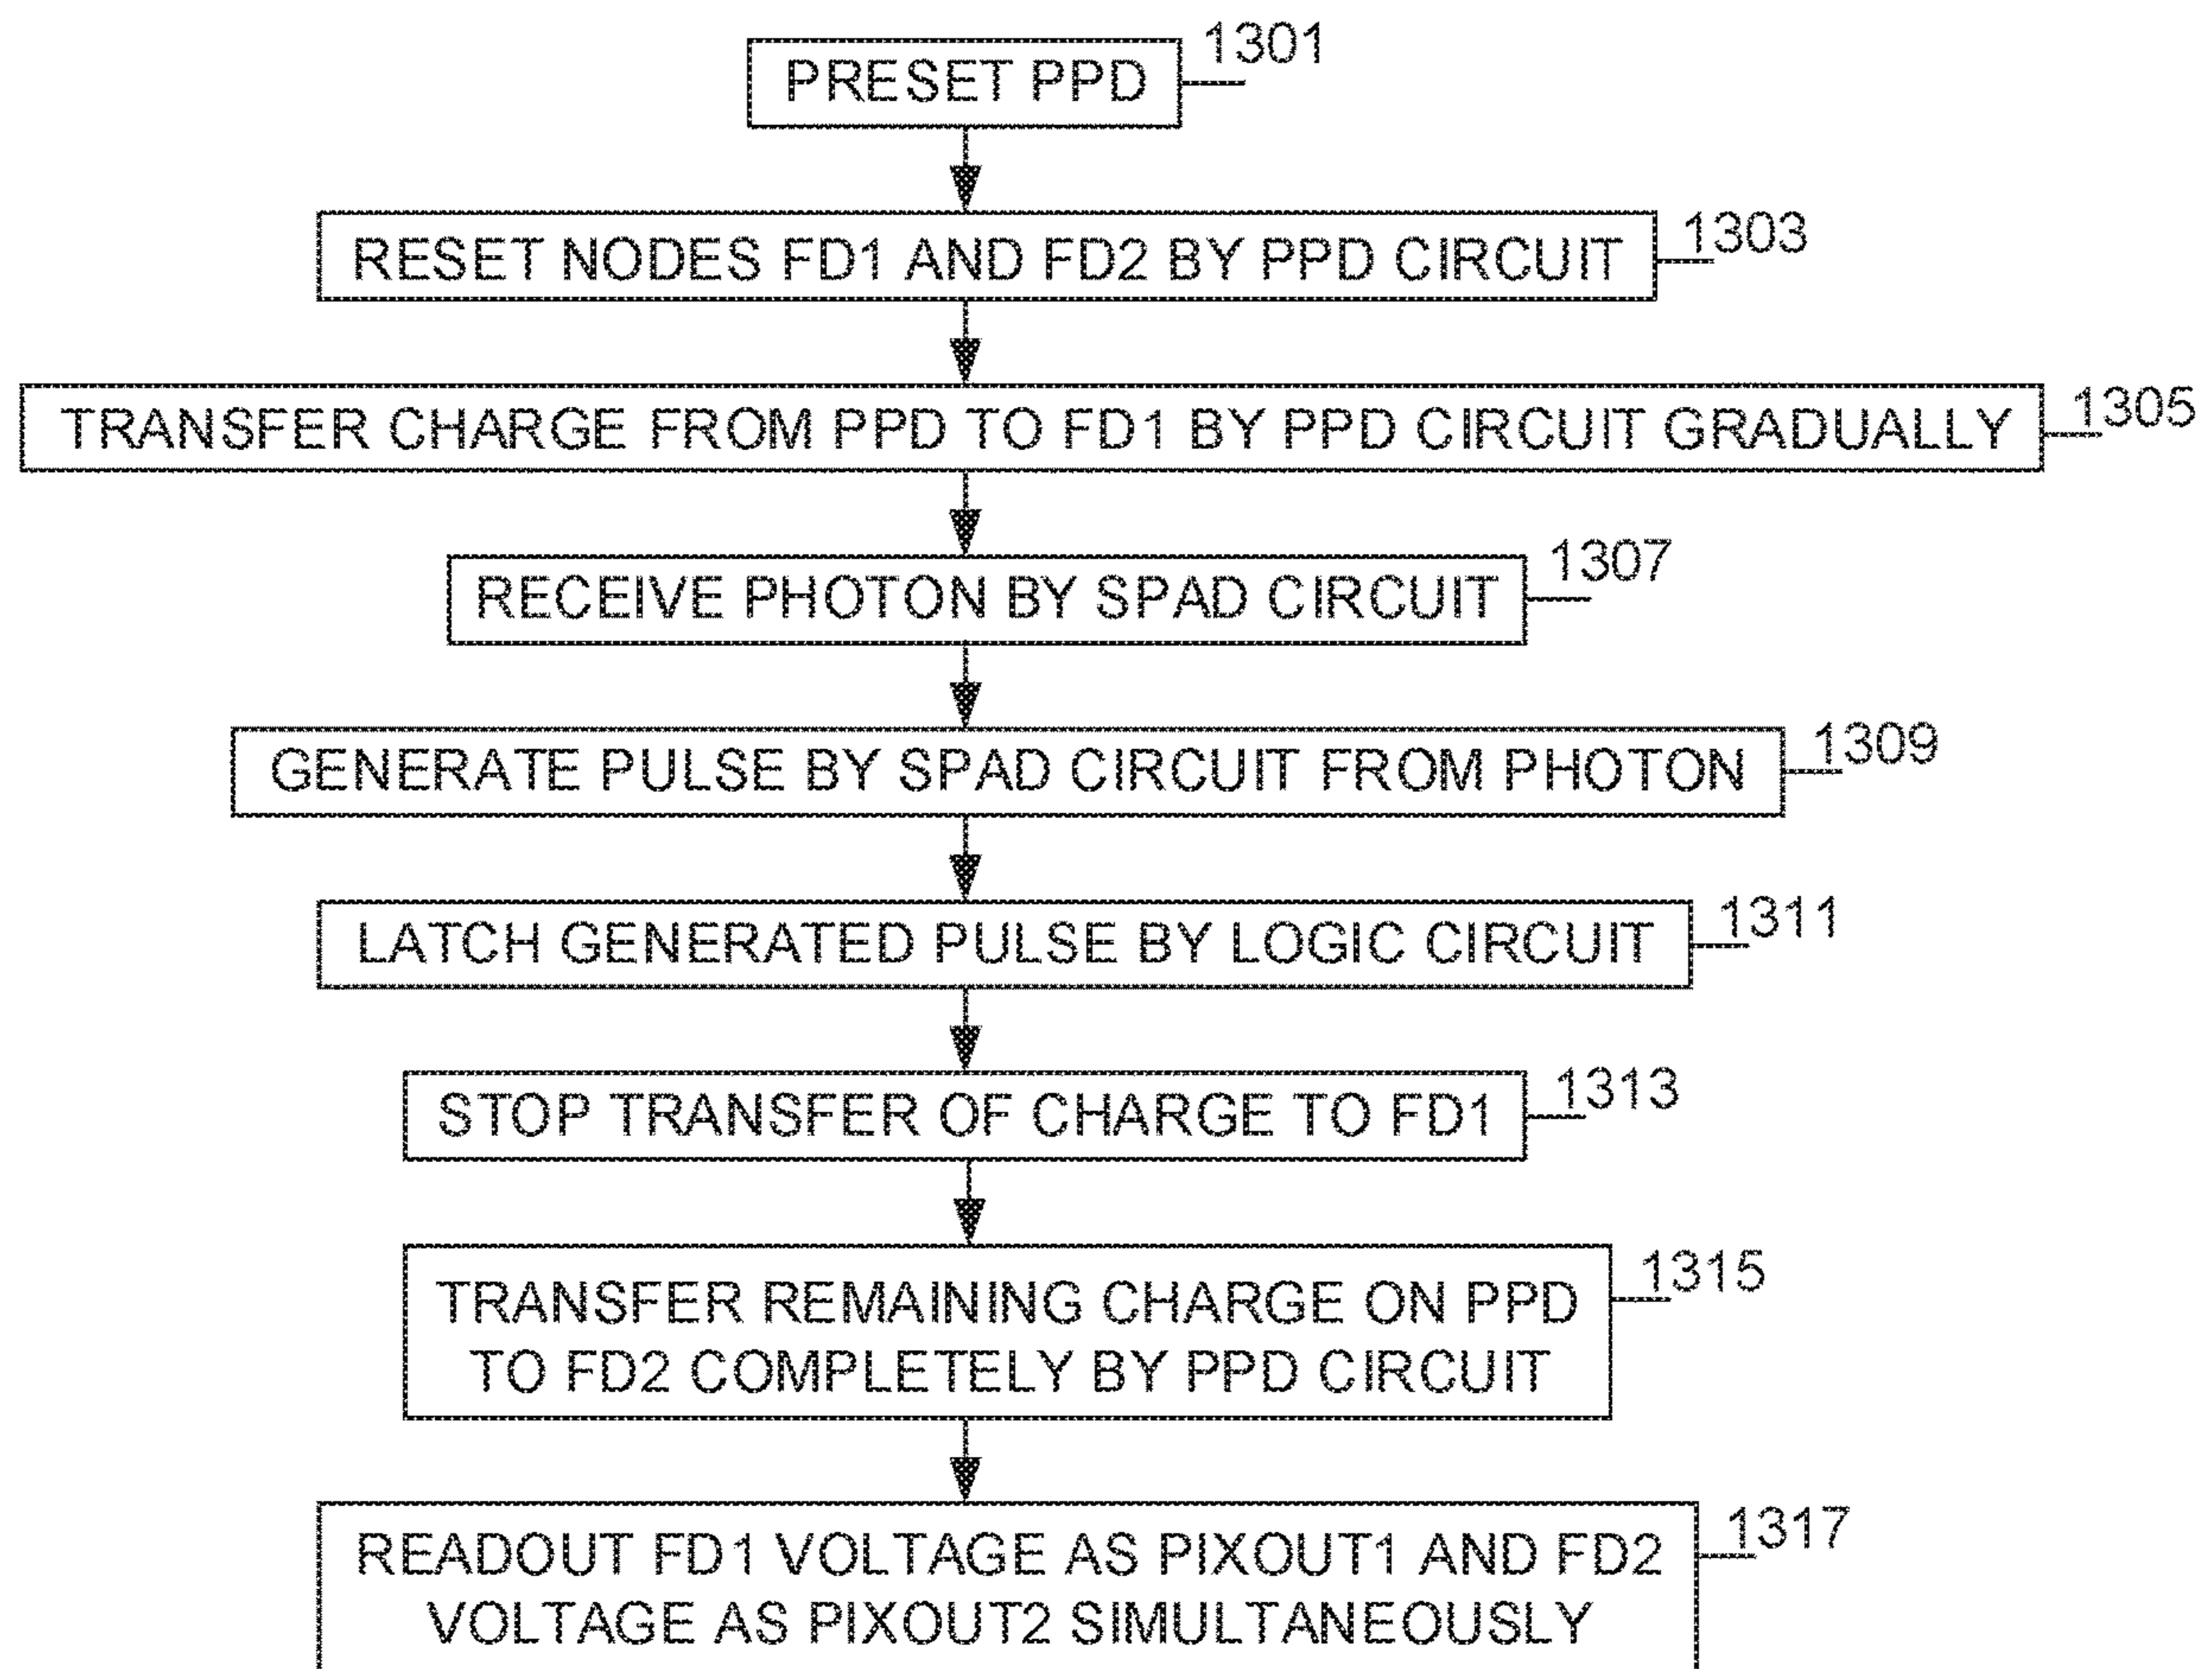 1301
PRESET PPD
1303
RESET NODES FD1 AND FD2 BY PPD CIRCUIT
1305
TRANSFER CHARGE FROM PPD TO FD1 BY PPD CIRCUIT GRADUALLY
1307
RECEIVE PHOTON BY SPAD CIRCUIT
1309
GENERATE PULSE BY SPAD CIRCUIT FROM PHOTON
1311
LATCH GENERATED PULSE BY LOGIC CIRCUIT
1313
STOP TRANSFER OF CHARGE TO FD1
1315
TRANSFER REMAINING CHARGE ON PPD
TO FD2 COMPLETELY BY PPD CIRCUIT
1317
READOUT FD1 VOLTAGE AS PIXOUT1 AND FD2
VOLTAGE AS PIXOUT2 SIMULTANEOUSLY